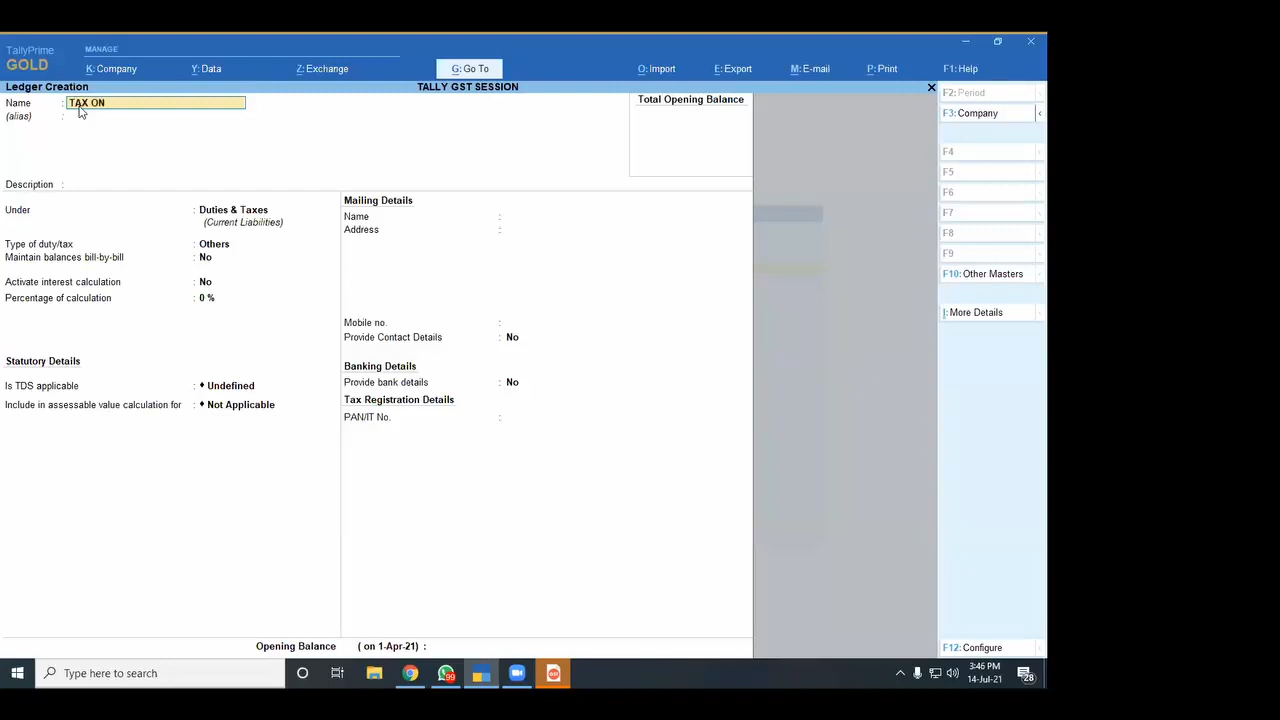 TallyPrime
GOLD
MANAGE
K: Company
Y: Data
Z: Exchange
G: Go To
O: Import
E: Export
M: E-mail
P: Print
F1: Help
Ledger Creation
TALLY GST SESSION
Name : TAX ON
(alias) :
Total Opening Balance
Description :
Under : Duties & Taxes
(Current Liabilities)
Type of duty/tax : Others
Maintain balances bill-by-bill : No
Activate interest calculation : No
Percentage of calculation : 0 %
Statutory Details
Is TDS applicable : ♦ Undefined
Include in assessable value calculation for : ♦ Not Applicable
Mailing Details
Name :
Address :
Mobile no. :
Provide Contact Details : No
Banking Details
Provide bank details : No
Tax Registration Details
PAN/IT No. :
Opening Balance ( on 1-Apr-21) :
F2: Period
F3: Company
F4
F5
F6
F7
F8
F9
F10: Other Masters
I: More Details
F12: Configure
Type here to search
99
GST
3:46 PM
14-Jul-21
28